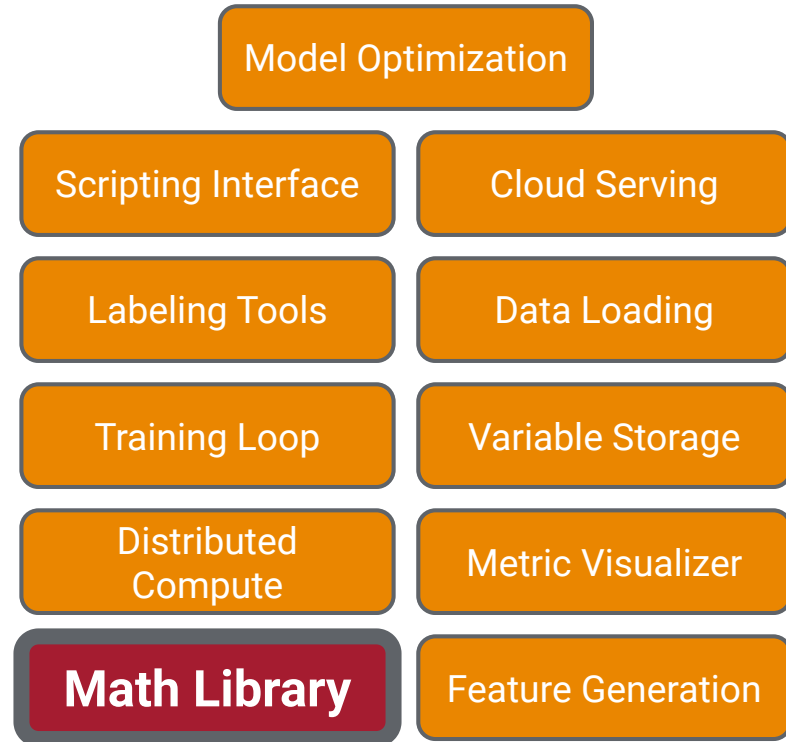 Model Optimization
Scripting Interface
Cloud Serving
Labeling Tools
Data Loading
Training Loop
Variable Storage
Distributed
Compute
Metric Visualizer
Math Library
Feature Generation